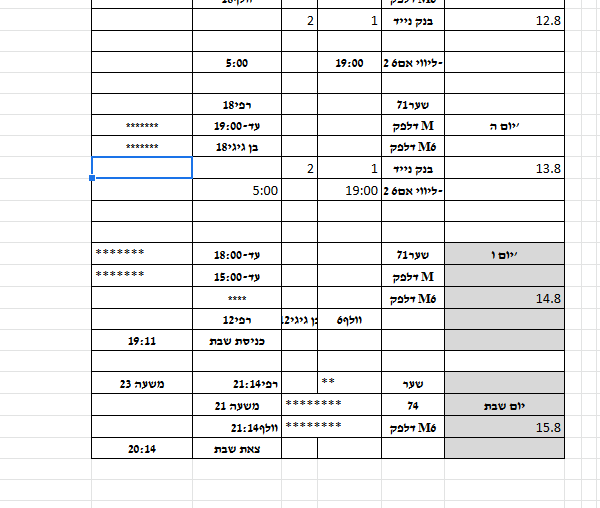 12.8 בנק נייד 1 2
ליווי אמ6 2- 19:00 5:00
שער71 רפי18
יום ה׳ M דלפק עד-19:00 *******
M6 דלפק בן גיגי18 *******
13.8 בנק נייד 1 2
ליווי אמ6 2- 19:00 5:00
יום ו׳ שער71 עד-18:00 *******
M דלפק עד-15:00 *******
14.8 M6 דלפק ****
וולף6 בן גיגי12 רפי12
כניסת שבת 19:11
שער ** רפי21:14 משעה 23
יום שבת 74 ******** משעה 21
15.8 M6 דלפק ******** וולף21:14
צאת שבת 20:14